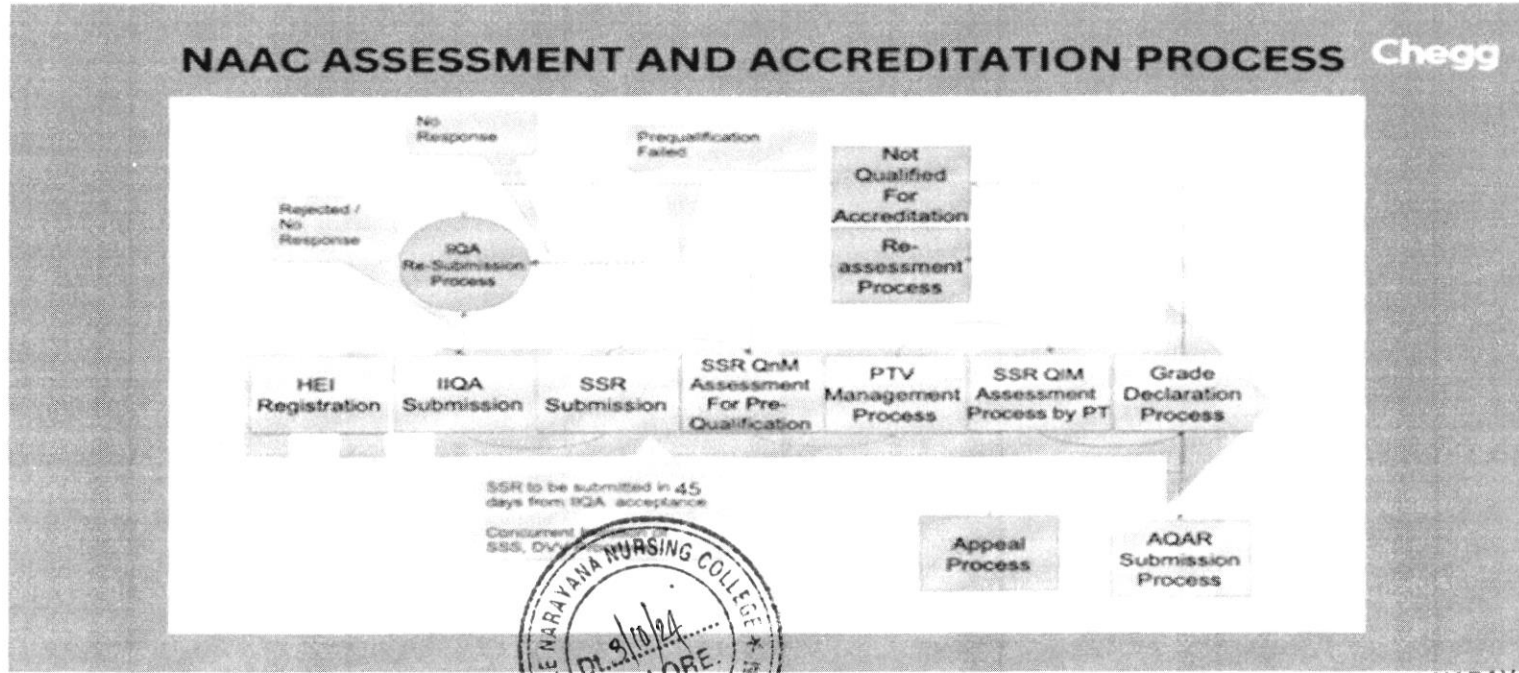 NAAC ASSESSMENT AND ACCREDITATION PROCESS
Chegg
No
Response
Prequalification
Failed
Not
Qualified
For
Accreditation
Rejected /
No
Response
IIQA
Re-Submission
Process
Re-
assessment*
Process
HEI
Registration
IIQA
Submission
SSR
Submission
SSR QnM
Assessment
For Pre-
Qualification
PTV
Management
Process
SSR QlM
Assessment
Process by PT
Grade
Declaration
Process
SSR to be submitted in 45
days from IIQA acceptance
Concurrent
SSS, DVV
NARAYANA NURSING COLLEGE
Dt. 3/10/24
Appeal
Process
AQAR
Submission
Process